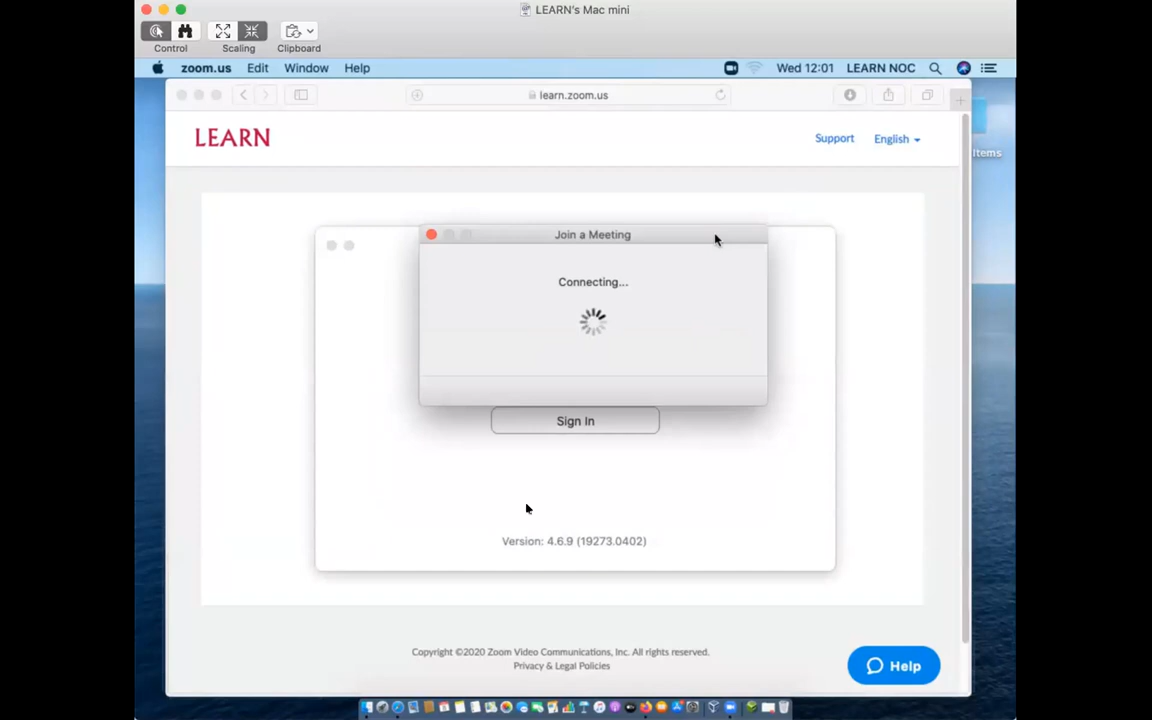 LEARN's Mac mini
Control
Scaling
Clipboard
zoom.us Edit Window Help Wed 12:01 LEARN NOC
learn.zoom.us
LEARN
Support English
Items
Join a Meeting
Connecting...
Sign In
Version: 4.6.9 (19273.0402)
Copyright ©2020 Zoom Video Communications, Inc. All rights reserved.
Privacy & Legal Policies
Help